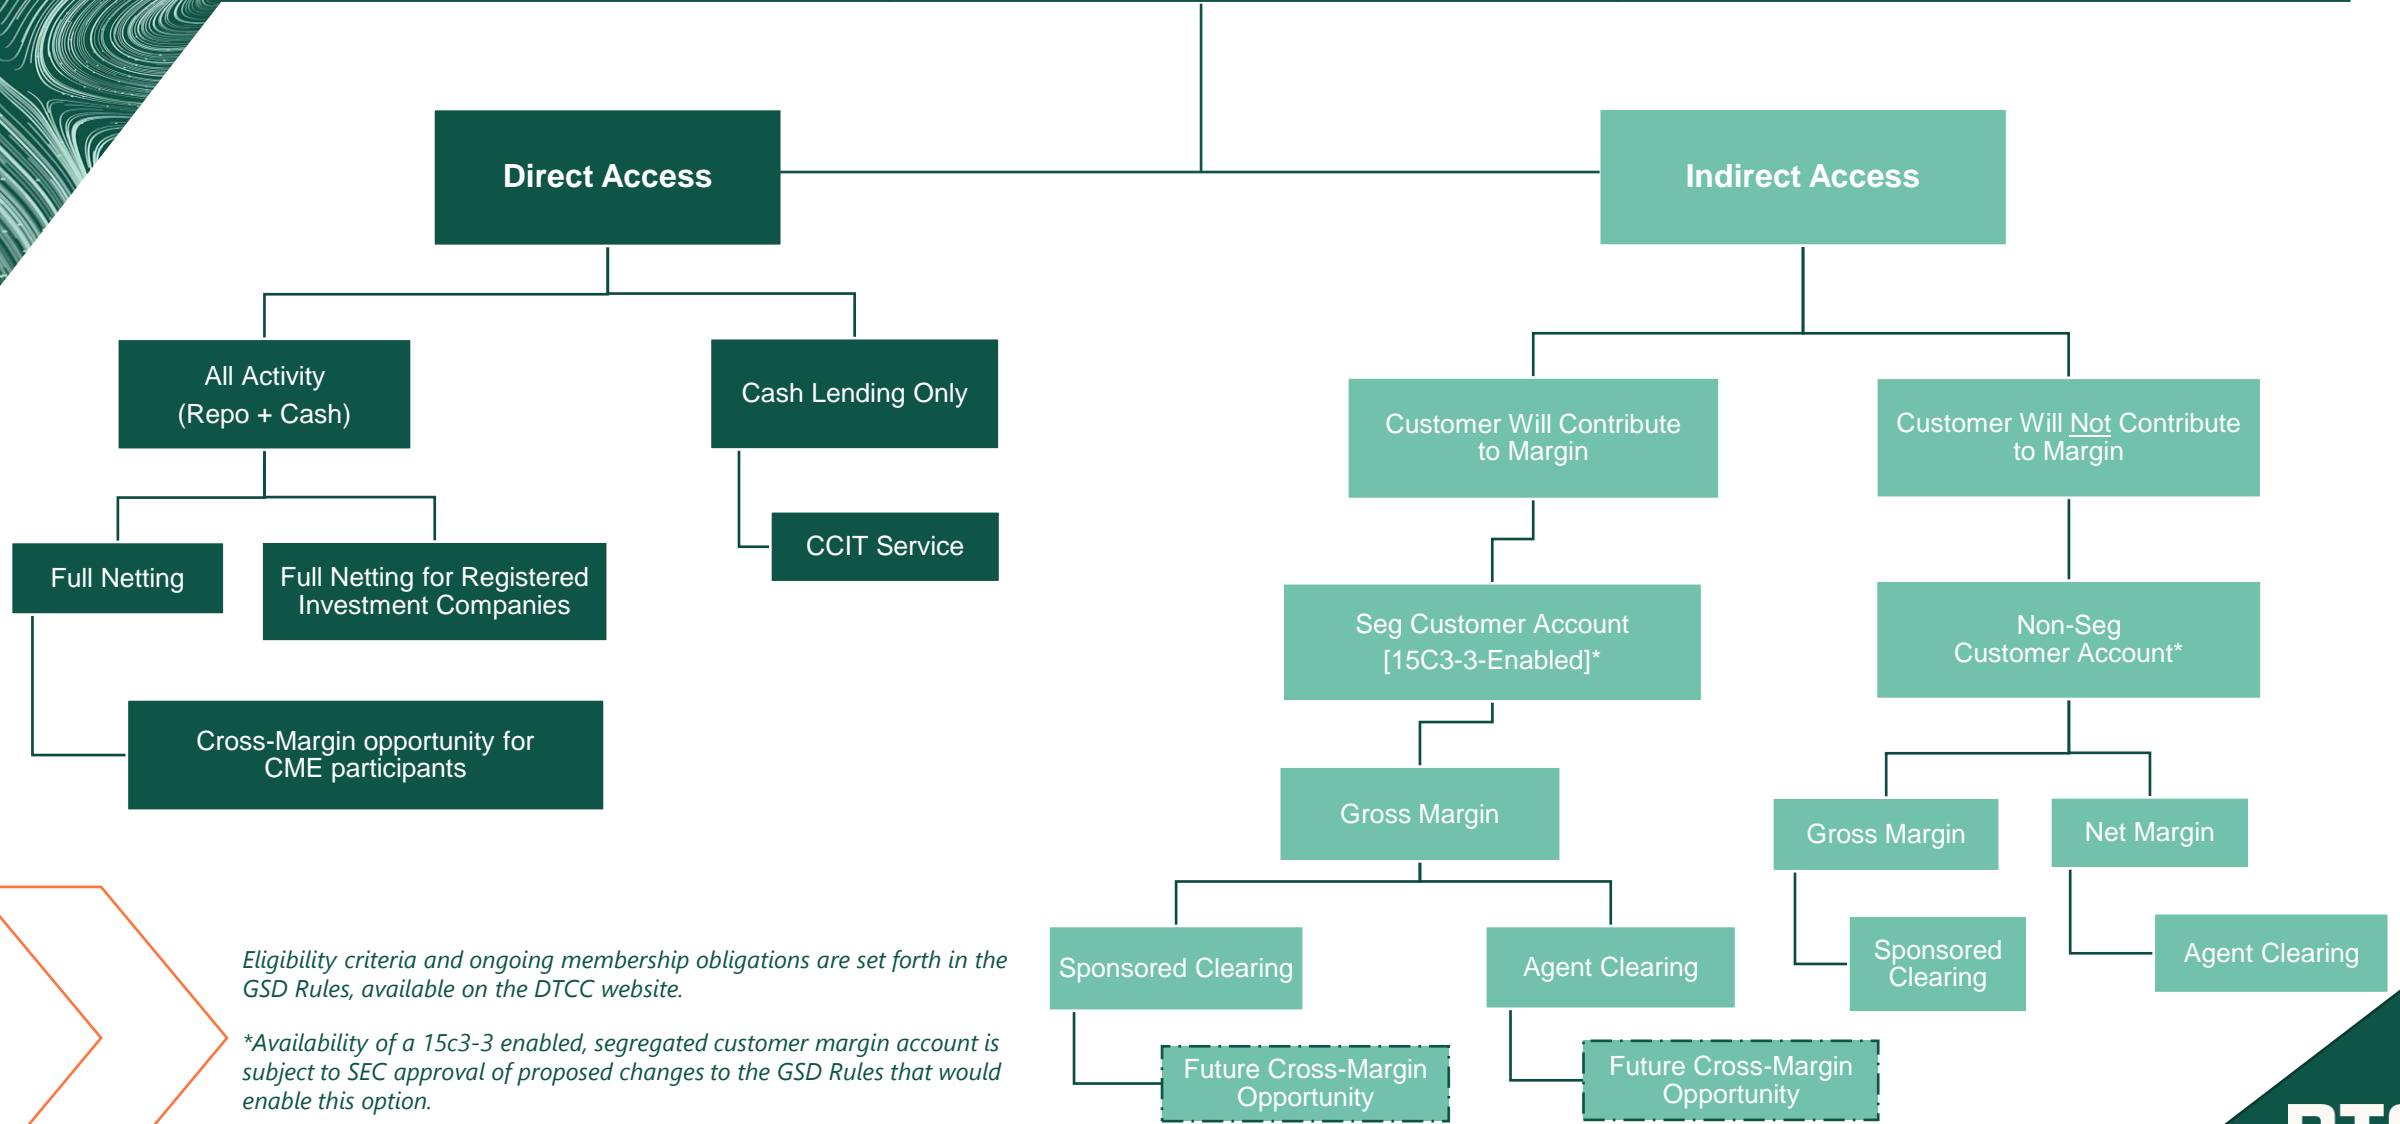 Direct Access
Indirect Access
All Activity
(Repo + Cash)
Cash Lending Only
Customer Will Contribute
to Margin
Customer Will Not Contribute
to Margin
CCIT Service
Full Netting
Full Netting for Registered
Investment Companies
Seg Customer Account
[15C3-3-Enabled]*
Non-Seg
Customer Account*
Cross-Margin opportunity for
CME participants
Gross Margin
Gross Margin
Net Margin
Sponsored Clearing
Agent Clearing
Sponsored
Clearing
Agent Clearing
Future Cross-Margin
Opportunity
Future Cross-Margin
Opportunity
Eligibility criteria and ongoing membership obligations are set forth in the
GSD Rules, available on the DTCC website.
*Availability of a 15c3-3 enabled, segregated customer margin account is
subject to SEC approval of proposed changes to the GSD Rules that would
enable this option.